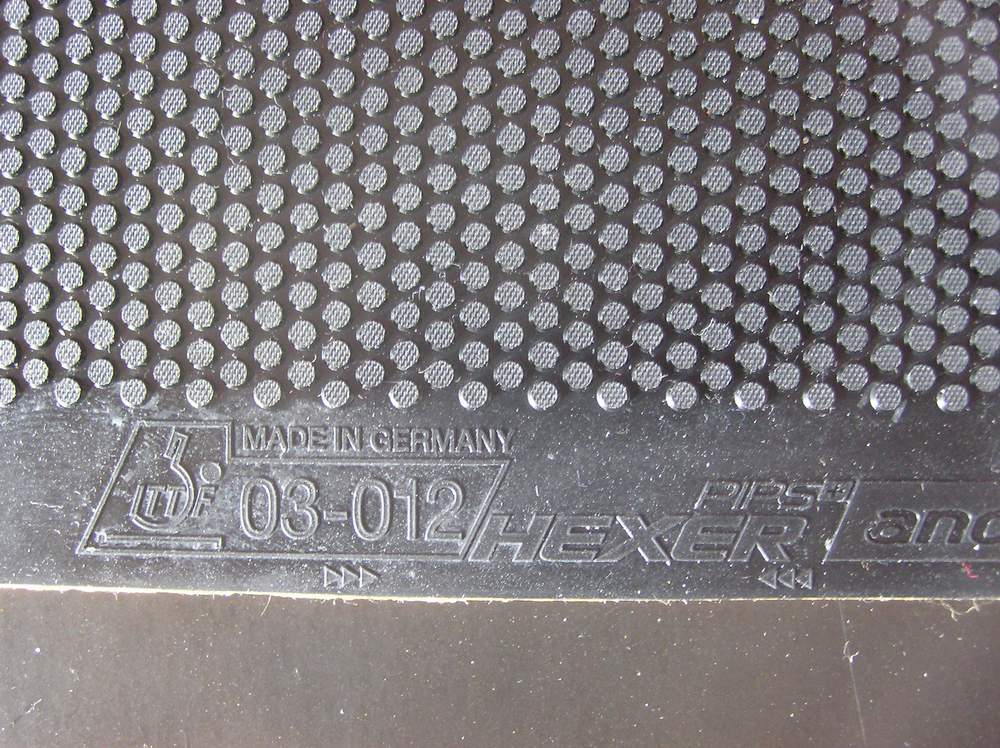 MADE IN GERMANY
ITTF
03-012
PIPS+
HEXER